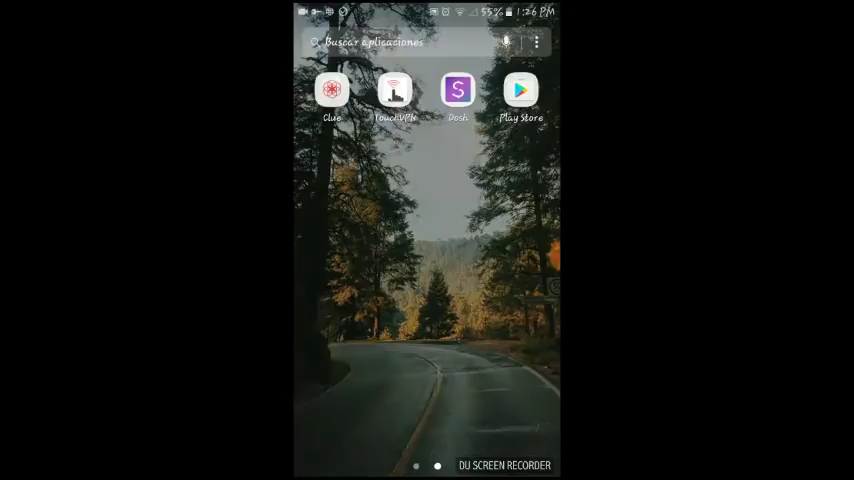 55% 1:26 PM
Buscar aplicaciones
Clue TouchVPN Dosh Play Store
DU SCREEN RECORDER